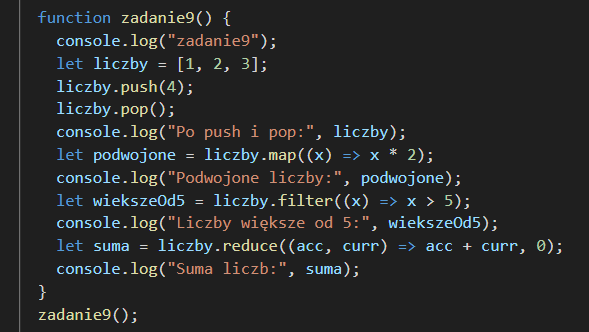 function zadanie9() {
console.log("zadanie9");
let liczby = [1, 2, 3];
liczby.push(4);
liczby.pop();
console.log("Po push i pop:", liczby);
let podwojone = liczby.map((x) => x * 2);
console.log("Podwojone liczby:", podwojone);
let wiekszeOd5 = liczby.filter((x) => x > 5);
console.log("Liczby większe od 5:", wiekszeOd5);
let suma = liczby.reduce((acc, curr) => acc + curr, 0);
console.log("Suma liczb:", suma);
}
zadanie9();